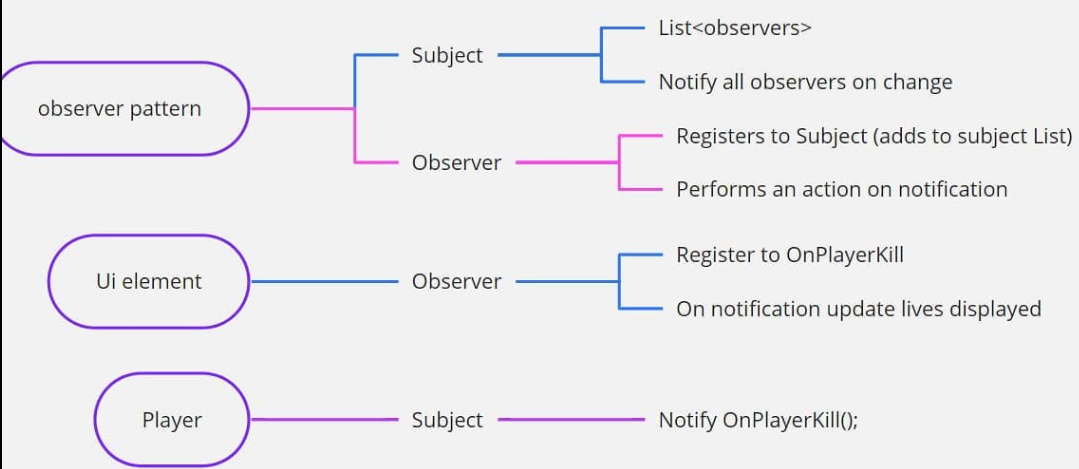 observer pattern
Subject
List<observers>
Notify all observers on change
Observer
Registers to Subject (adds to subject List)
Performs an action on notification
Ui element
Observer
Register to OnPlayerKill
On notification update lives displayed
Player
Subject
Notify OnPlayerKill();